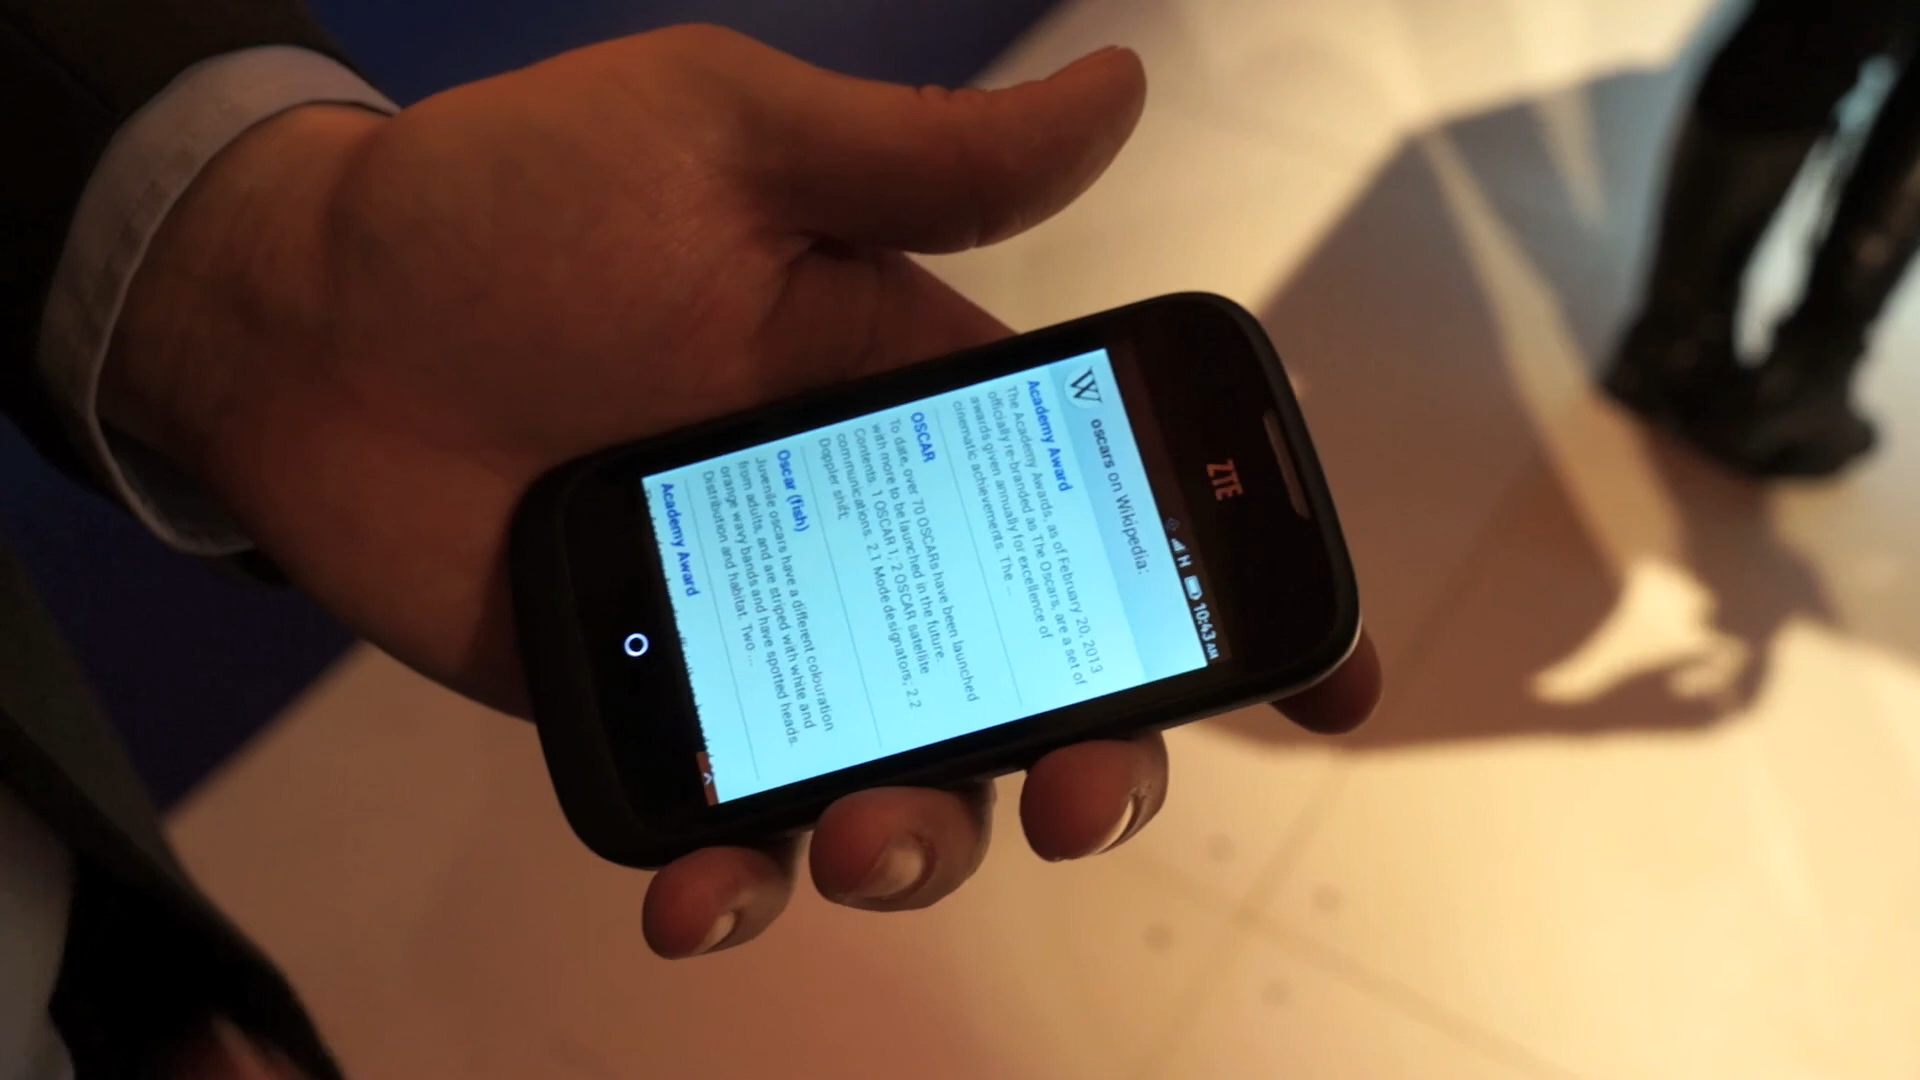 ZTE
H 10:43 AM
oscars on Wikipedia:
Academy Award
The Academy Awards, as of February 20, 2013
officially re-branded as The Oscars, are a set of
awards given annually for excellence of
cinematic achievements. The ...
OSCAR
To date, over 70 OSCARs have been launched
with more to be launched in the future.
Contents. 1 OSCAR 1; 2 OSCAR satellite
communications. 2.1 Mode designators; 2.2
Doppler shift;
Oscar (fish)
Juvenile oscars have a different colouration
from adults, and are striped with white and
orange wavy bands and have spotted heads.
Distribution and habitat. Two ...
Academy Award